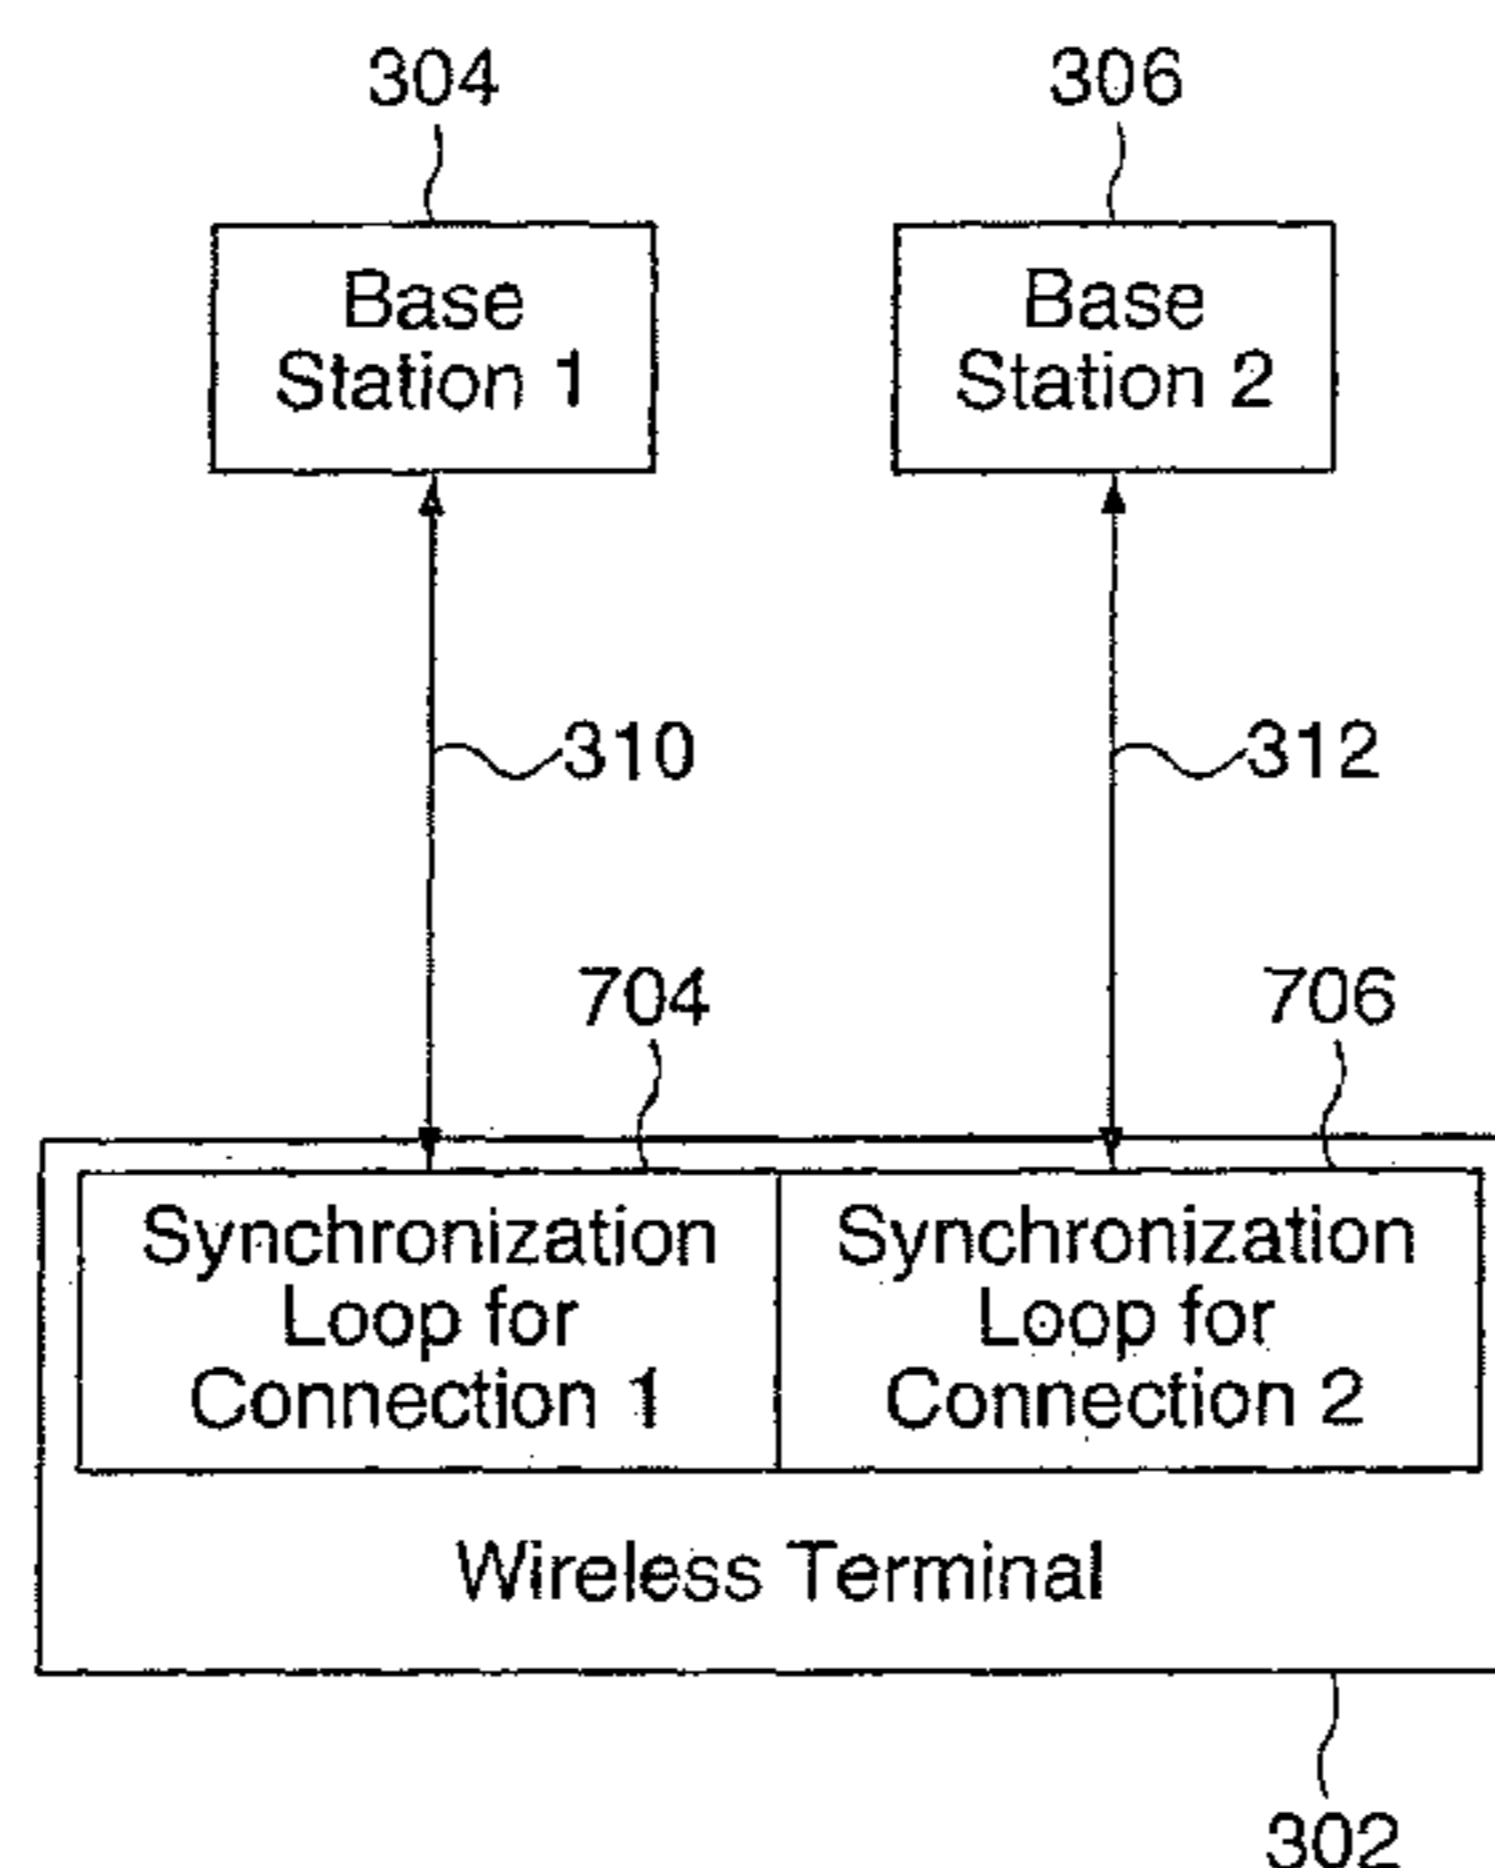 304
306
Base
Station 1
Base
Station 2
310
312
704
706
Synchronization
Loop for
Connection 1
Synchronization
Loop for
Connection 2
Wireless Terminal
302